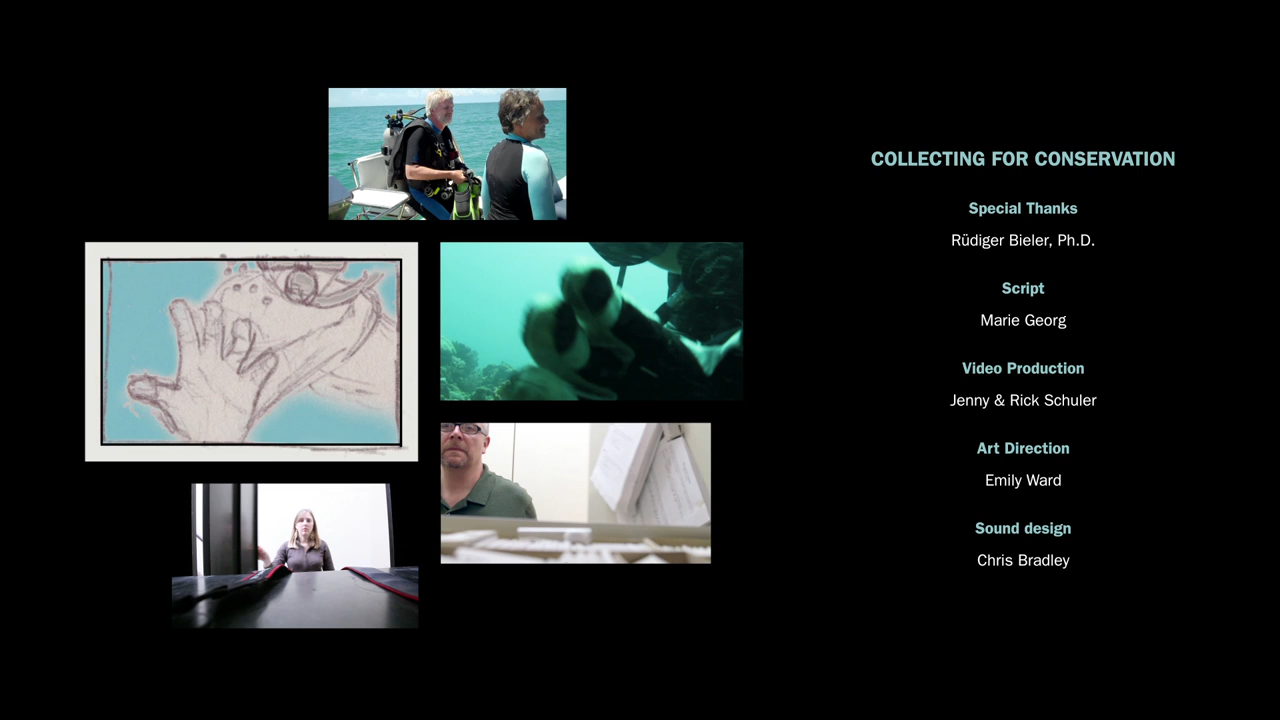 COLLECTING FOR CONSERVATION
Special Thanks
Rüdiger Bieler, Ph.D.
Script
Marie Georg
Video Production
Jenny & Rick Schuler
Art Direction
Emily Ward
Sound design
Chris Bradley